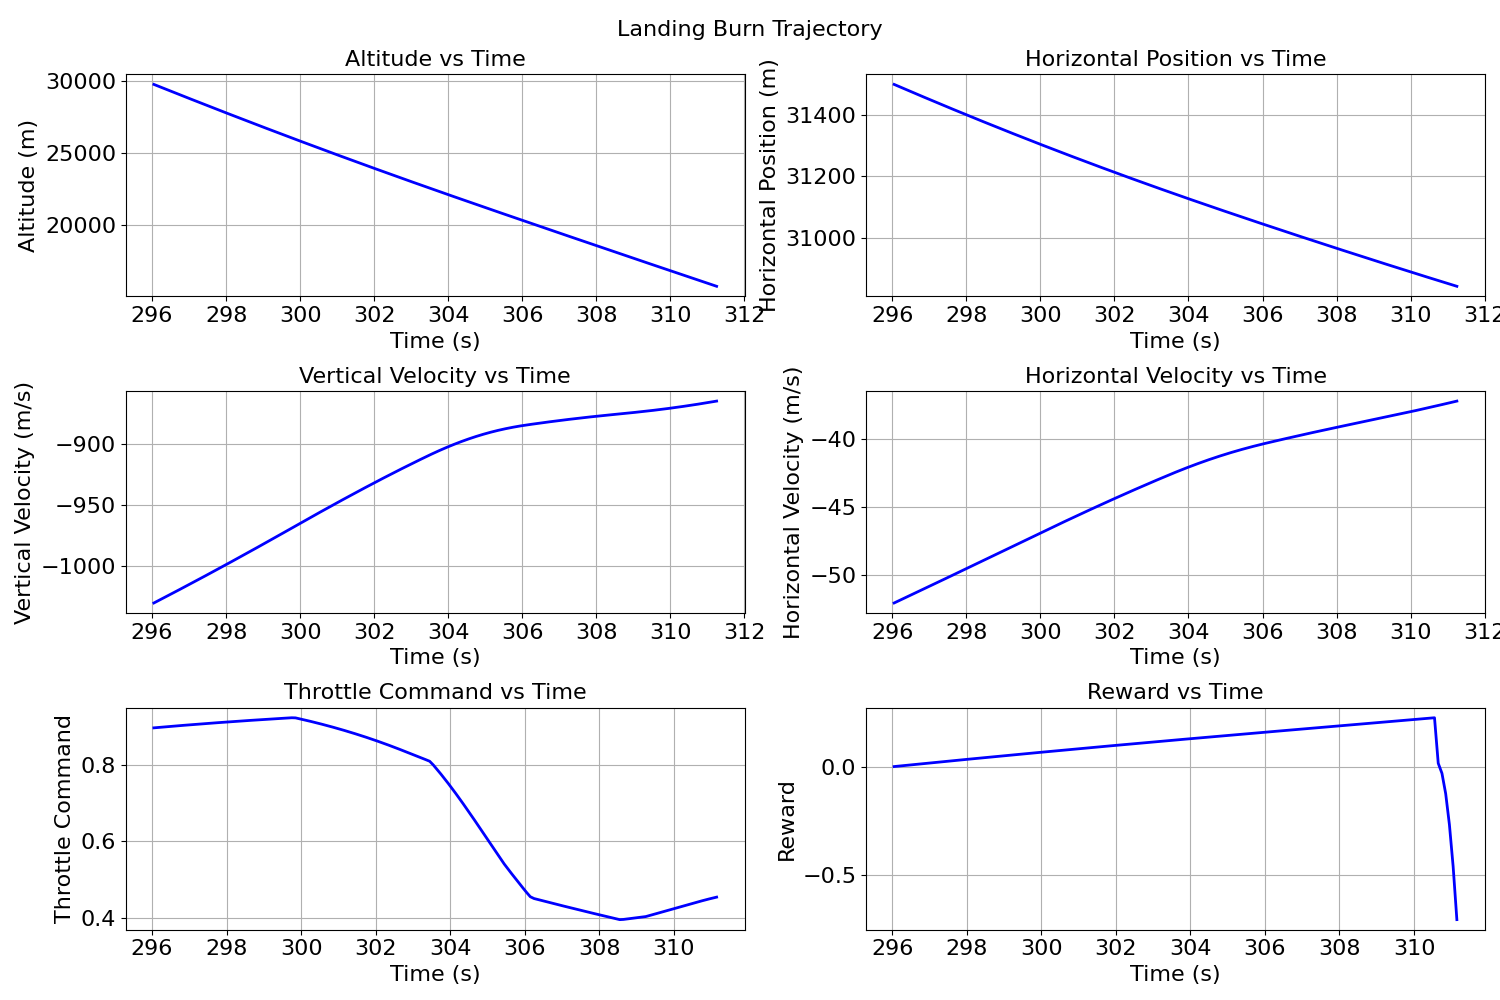 Landing Burn Trajectory
Altitude vs Time
Altitude (m)
30000
25000
20000
296 298 300 302 304 306 308 310 312
Time (s)
Horizontal Position vs Time
Horizontal Position (m)
31400
31200
31000
296 298 300 302 304 306 308 310 312
Time (s)
Vertical Velocity vs Time
Vertical Velocity (m/s)
−900
−950
−1000
296 298 300 302 304 306 308 310 312
Time (s)
Horizontal Velocity vs Time
Horizontal Velocity (m/s)
−40
−45
−50
296 298 300 302 304 306 308 310 312
Time (s)
Throttle Command vs Time
Throttle Command
0.8
0.6
0.4
296 298 300 302 304 306 308 310
Time (s)
Reward vs Time
Reward
0.0
−0.5
296 298 300 302 304 306 308 310
Time (s)